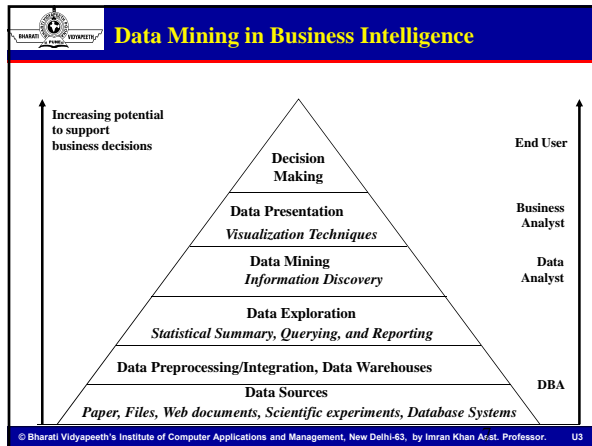 BHARATI VIDYAPEETH
PUNE
Data Mining in Business Intelligence
Increasing potential
to support
business decisions
End User
Decision
Making
Data Presentation
Visualization Techniques
Business
Analyst
Data Mining
Information Discovery
Data
Analyst
Data Exploration
Statistical Summary, Querying, and Reporting
Data Preprocessing/Integration, Data Warehouses
DBA
Data Sources
Paper, Files, Web documents, Scientific experiments, Database Systems
© Bharati Vidyapeeth's Institute of Computer Applications and Management, New Delhi-63, by Imran Khan Asst. Professor. U3